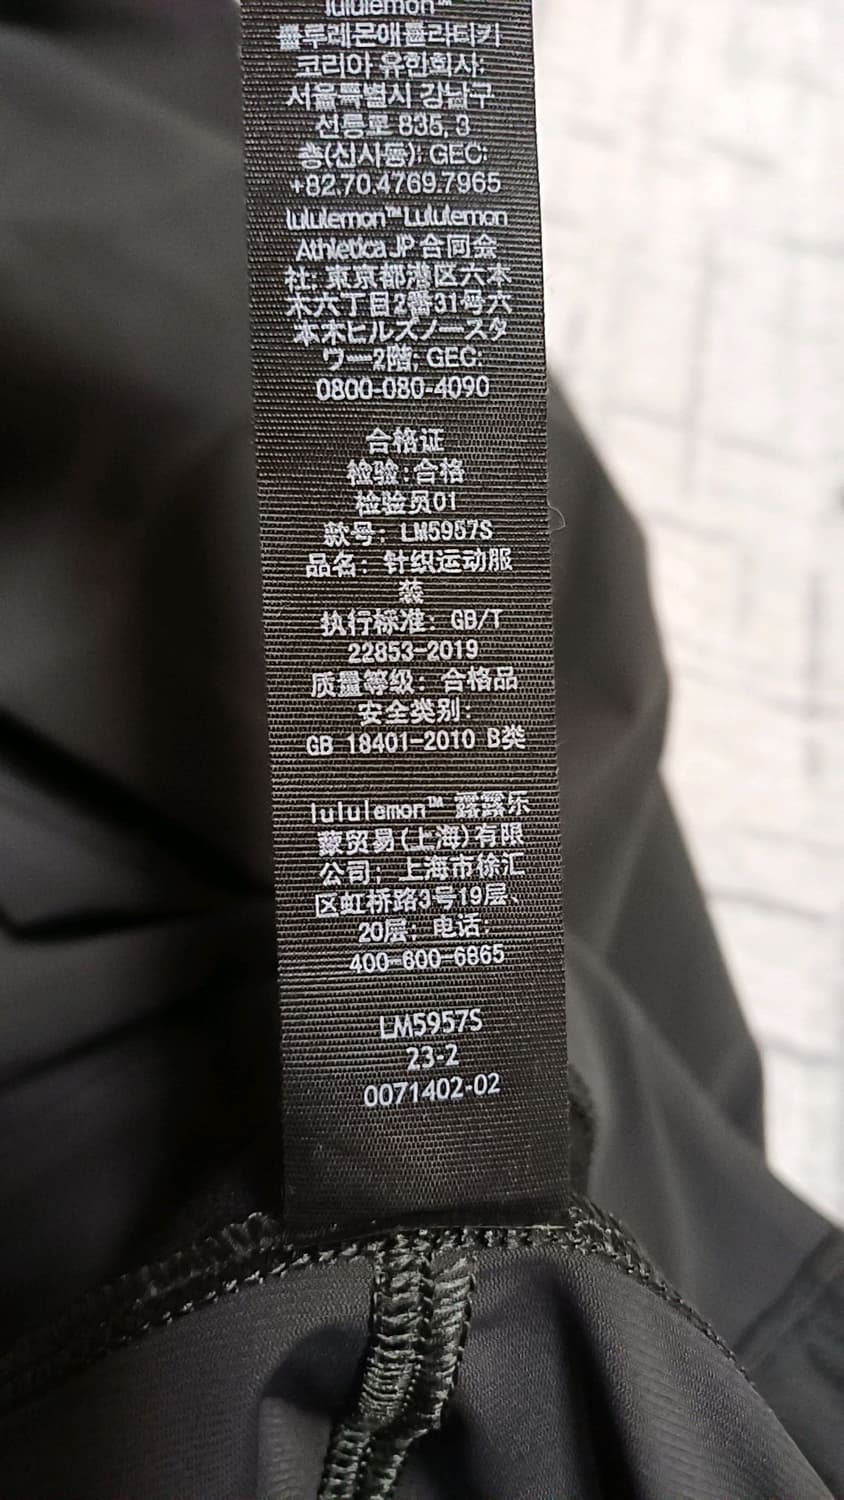 lululemon™
룰루레몬애틀라티카
코리아 유한회사:
서울특별시 강남구
선릉로 835, 3
층(신사동); GEC:
+82.70.4769.7965
lululemon™ Lululemon
Athletica JP 合同会
社: 東京都港区六本
木六丁目2番31号六
本木ヒルズノースタ
ワー2階; GEC:
0800-080-4090
合格证
检验:合格
检验员01
款号: LM5957S
品名: 针织运动服
装
执行标准: GB/T
22853-2019
质量等级: 合格品
安全类别:
GB 18401-2010 B类
lululemon™ 露露乐
蒙贸易(上海)有限
公司; 上海市徐汇
区虹桥路3号19层、
20层; 电话:
400-600-6865
LM5957S
23-2
0071402-02